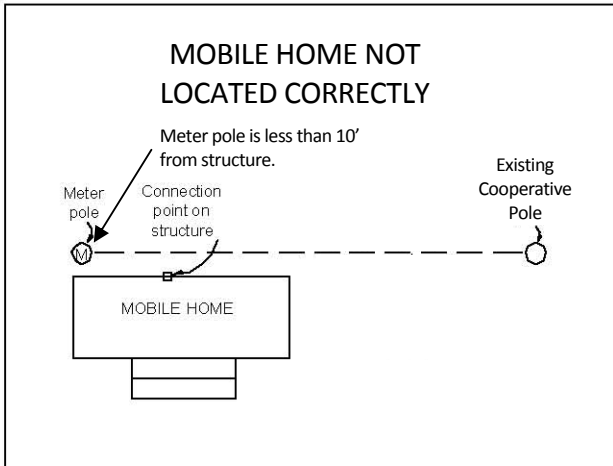 MOBILE HOME NOT
LOCATED CORRECTLY
Meter pole is less than 10’
from structure.
Meter
pole
Connection
point on
structure
Existing
Cooperative
Pole
M
MOBILE HOME